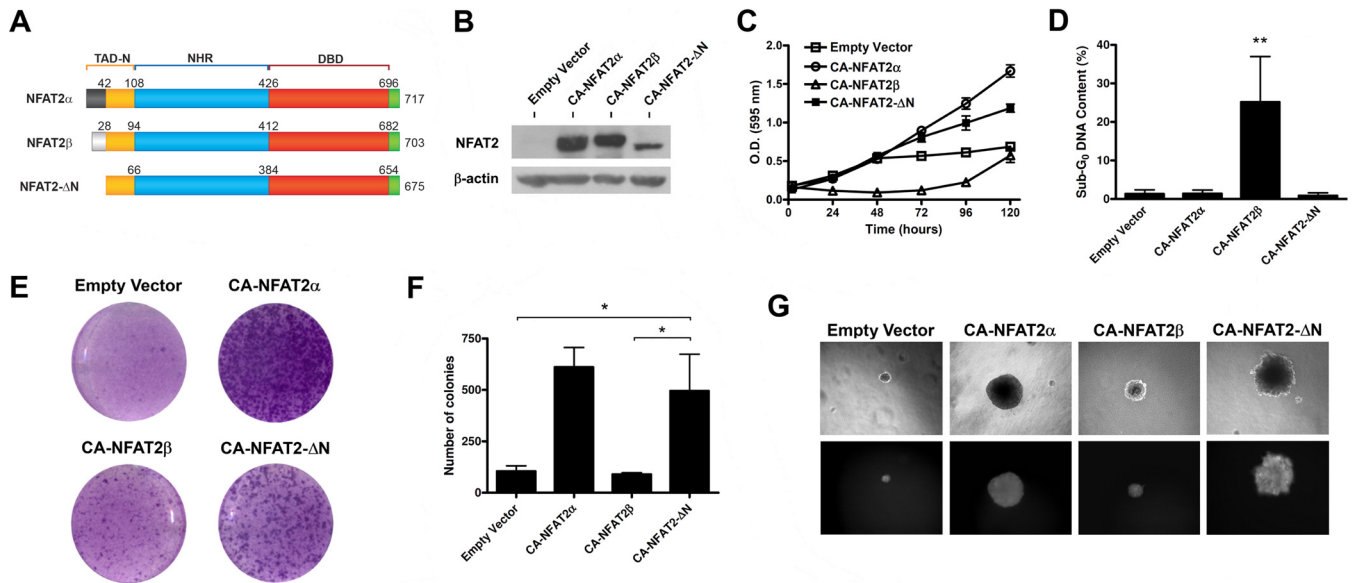 A
TAD-N NHR DBD
42 108 426 696
NFAT2α 717
28 94 412 682
NFAT2β 703
66 384 654
NFAT2-ΔN 675
B
Empty Vector
CA-NFAT2α
CA-NFAT2β
CA-NFAT2-ΔN
NFAT2
β-actin
C
Empty Vector
CA-NFAT2α
CA-NFAT2β
CA-NFAT2-ΔN
O.D. (595 nm)
2.0
1.5
1.0
0.5
0.0
0 24 48 72 96 120
Time (hours)
D
Sub-G0 DNA Content (%)
40
30
20
10
0
**
Empty Vector
CA-NFAT2α
CA-NFAT2β
CA-NFAT2-ΔN
E
Empty Vector CA-NFAT2α
CA-NFAT2β CA-NFAT2-ΔN
F
Number of colonies
750
500
250
0
*
*
Empty Vector
CA-NFAT2α
CA-NFAT2β
CA-NFAT2-ΔN
G
Empty Vector CA-NFAT2α CA-NFAT2β CA-NFAT2-ΔN